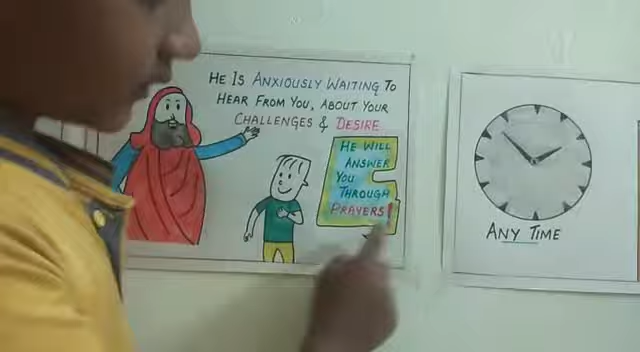 HE IS ANXIOUSLY WAITING TO
HEAR FROM YOU, ABOUT YOUR
CHALLENGES & DESIRE
HE WILL
ANSWER
YOU
THROUGH
PRAYERS!
ANY TIME